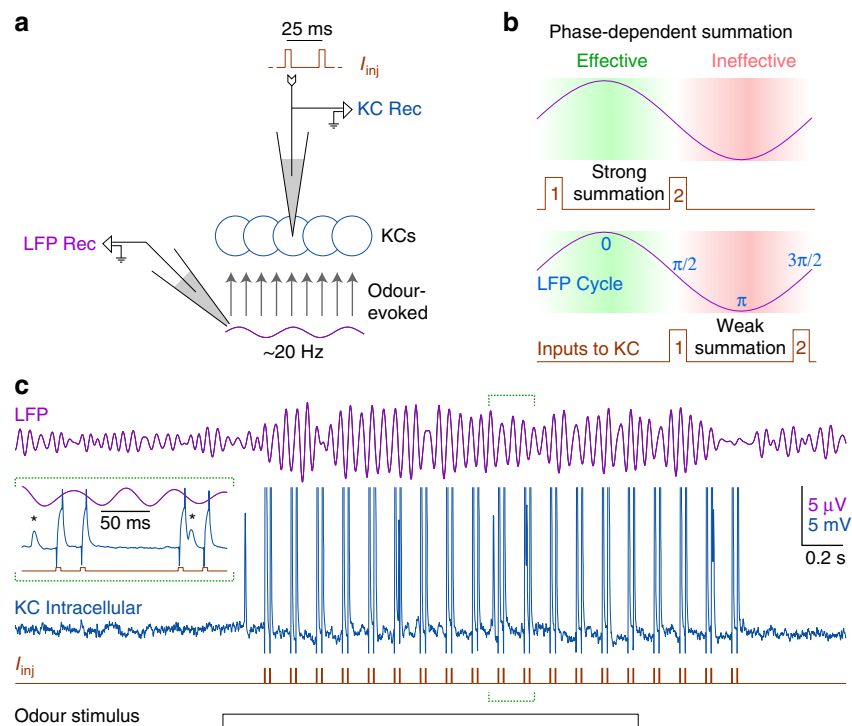 a
25 ms
I inj
KC Rec
LFP Rec
KCs
Odour-
evoked
~20 Hz
b
Phase-dependent summation
Effective
Ineffective
Strong
summation
1
2
0
π/2
3π/2
LFP Cycle
π
Weak
summation
Inputs to KC
1
2
c
LFP
*
*
50 ms
5 μV
5 mV
0.2 s
KC Intracellular
I inj
Odour stimulus